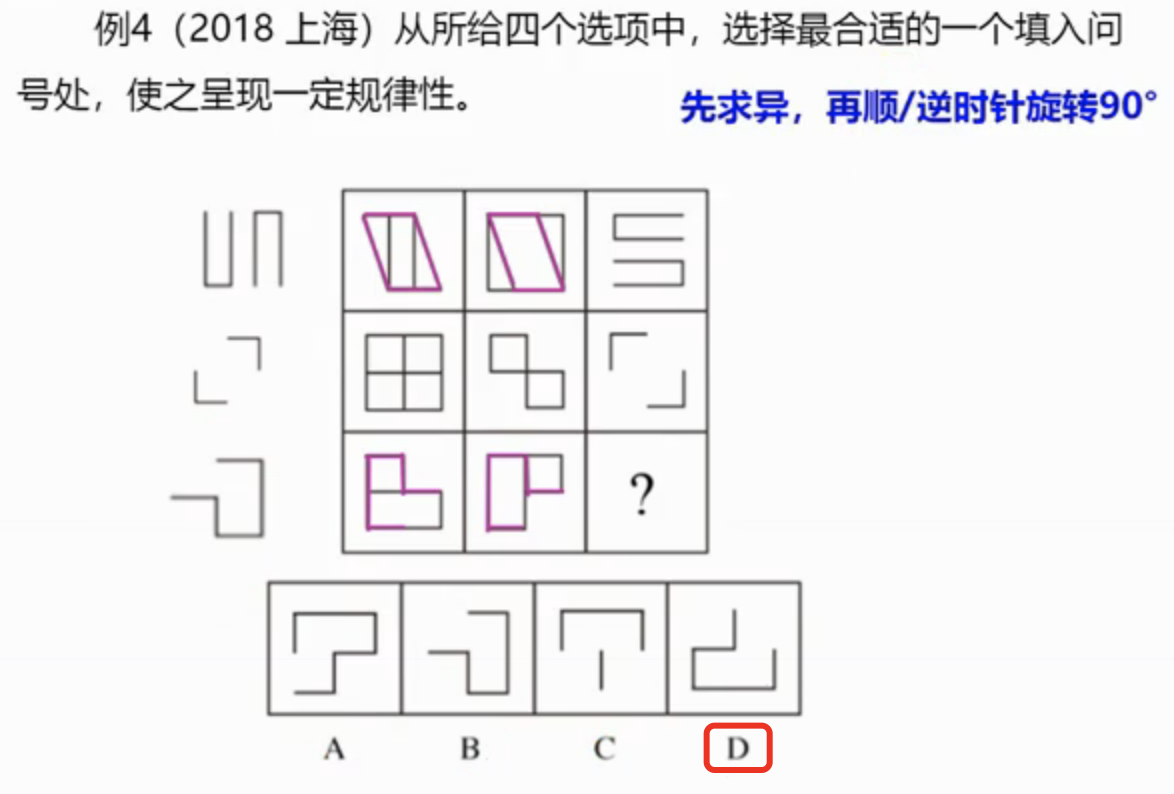 例4（2018 上海）从所给四个选项中，选择最合适的一个填入问
号处，使之呈现一定规律性。
先求异，再顺/逆时针旋转90°
?
A B C D